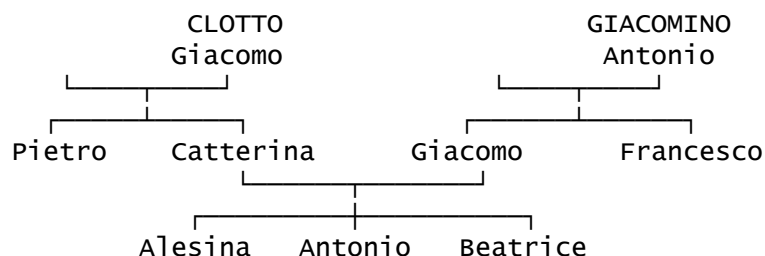 CLOTTO GIACOMINO
Giacomo Antonio
Pietro Catterina Giacomo Francesco
Alesina Antonio Beatrice